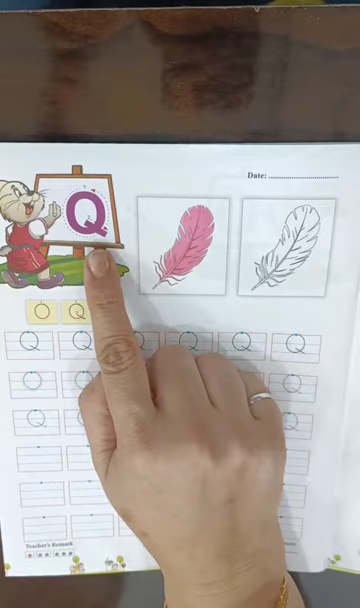 Date:
Q
O Q
Q Q Q Q Q
O Q
Q Q
Teacher's Remark